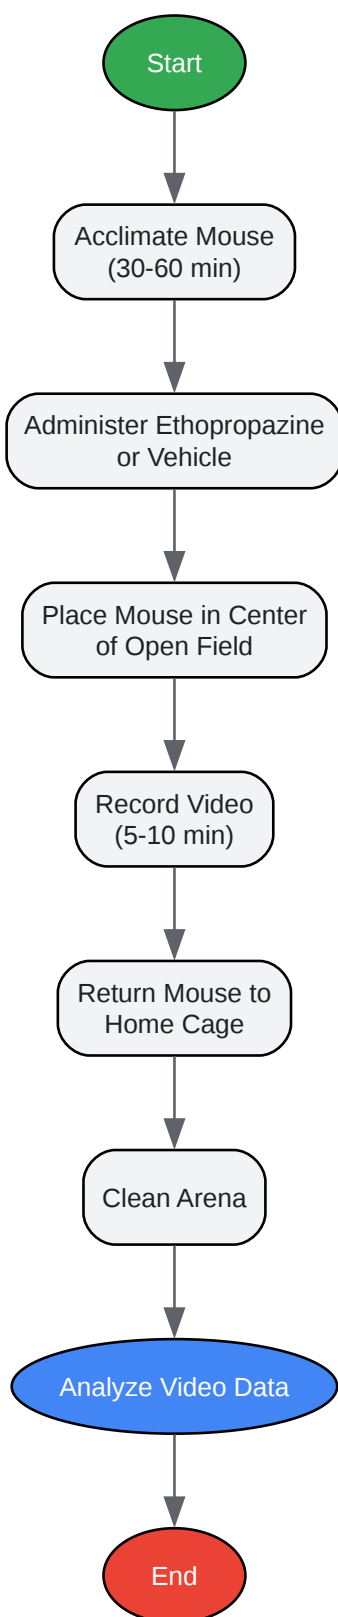 Start
Acclimate Mouse
(30-60 min)
Administer Ethopropazine
or Vehicle
Place Mouse in Center
of Open Field
Record Video
(5-10 min)
Return Mouse to
Home Cage
Clean Arena
Analyze Video Data
End